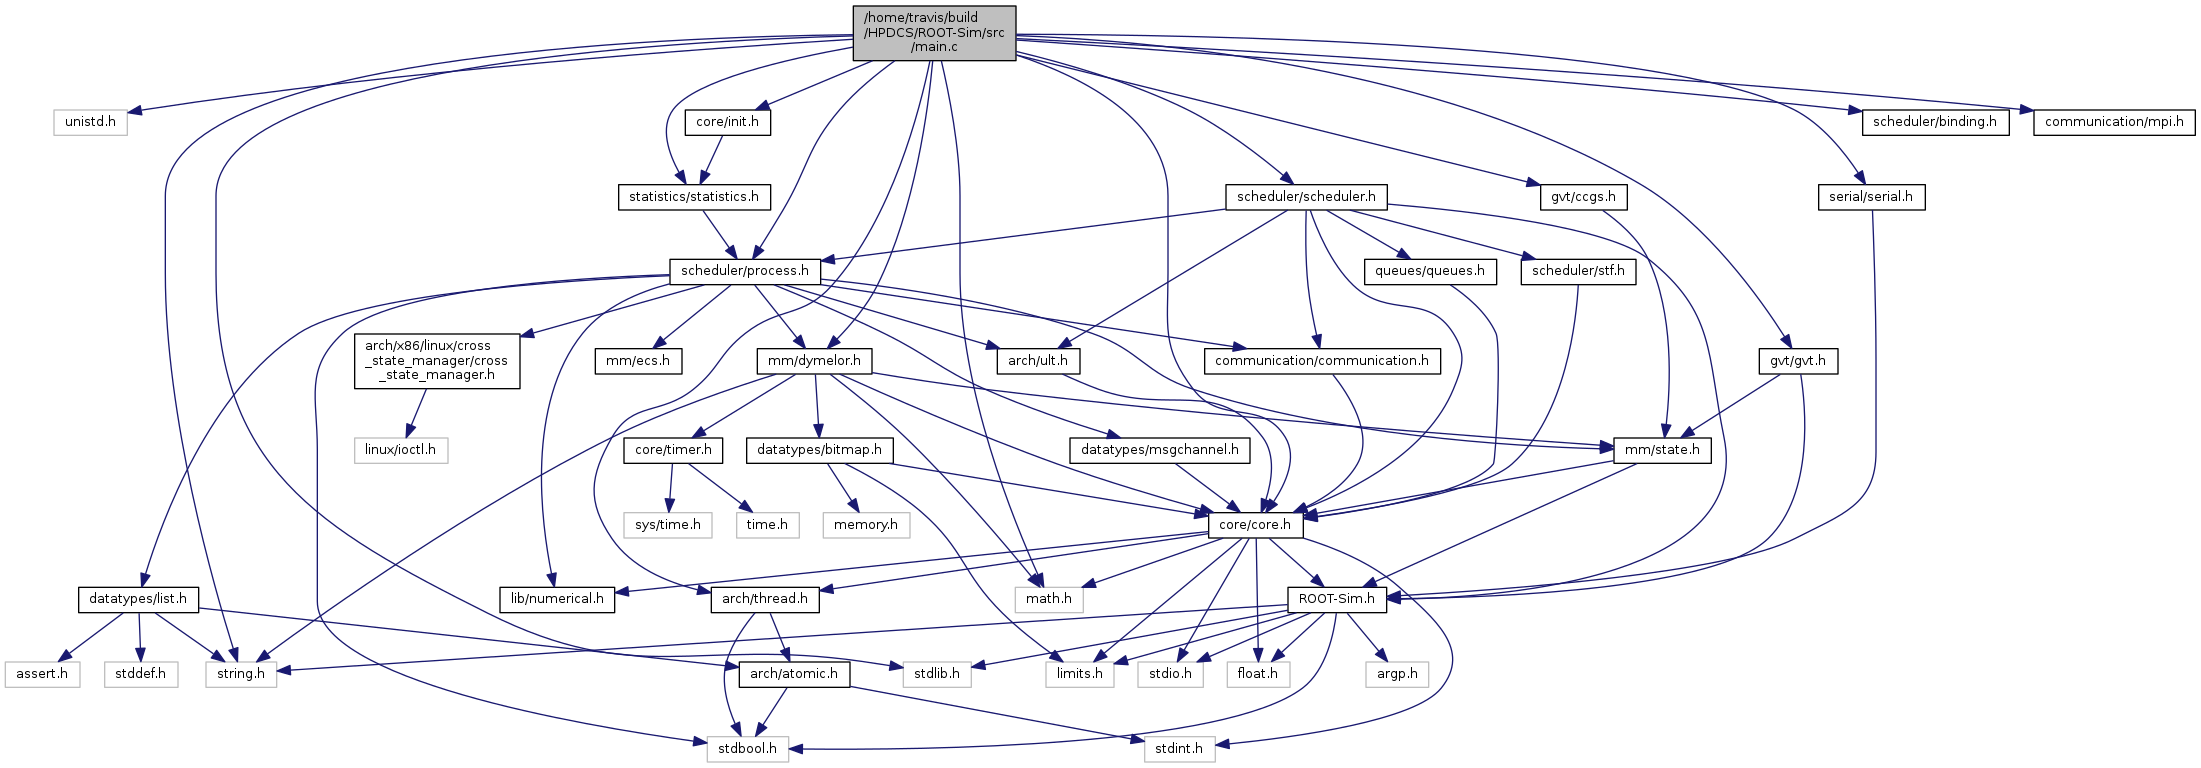 /home/travis/build
/HPDCS/ROOT-Sim/src
/main.c
unistd.h
core/init.h
scheduler/binding.h
communication/mpi.h
statistics/statistics.h
scheduler/scheduler.h
gvt/ccgs.h
serial/serial.h
scheduler/process.h
queues/queues.h
scheduler/stf.h
arch/x86/linux/cross
_state_manager/cross
_state_manager.h
mm/ecs.h
mm/dymelor.h
arch/ult.h
communication/communication.h
gvt/gvt.h
linux/ioctl.h
core/timer.h
datatypes/bitmap.h
datatypes/msgchannel.h
mm/state.h
sys/time.h
time.h
memory.h
core/core.h
datatypes/list.h
lib/numerical.h
arch/thread.h
math.h
ROOT-Sim.h
assert.h
stddef.h
string.h
arch/atomic.h
stdlib.h
limits.h
stdio.h
float.h
argp.h
stdbool.h
stdint.h